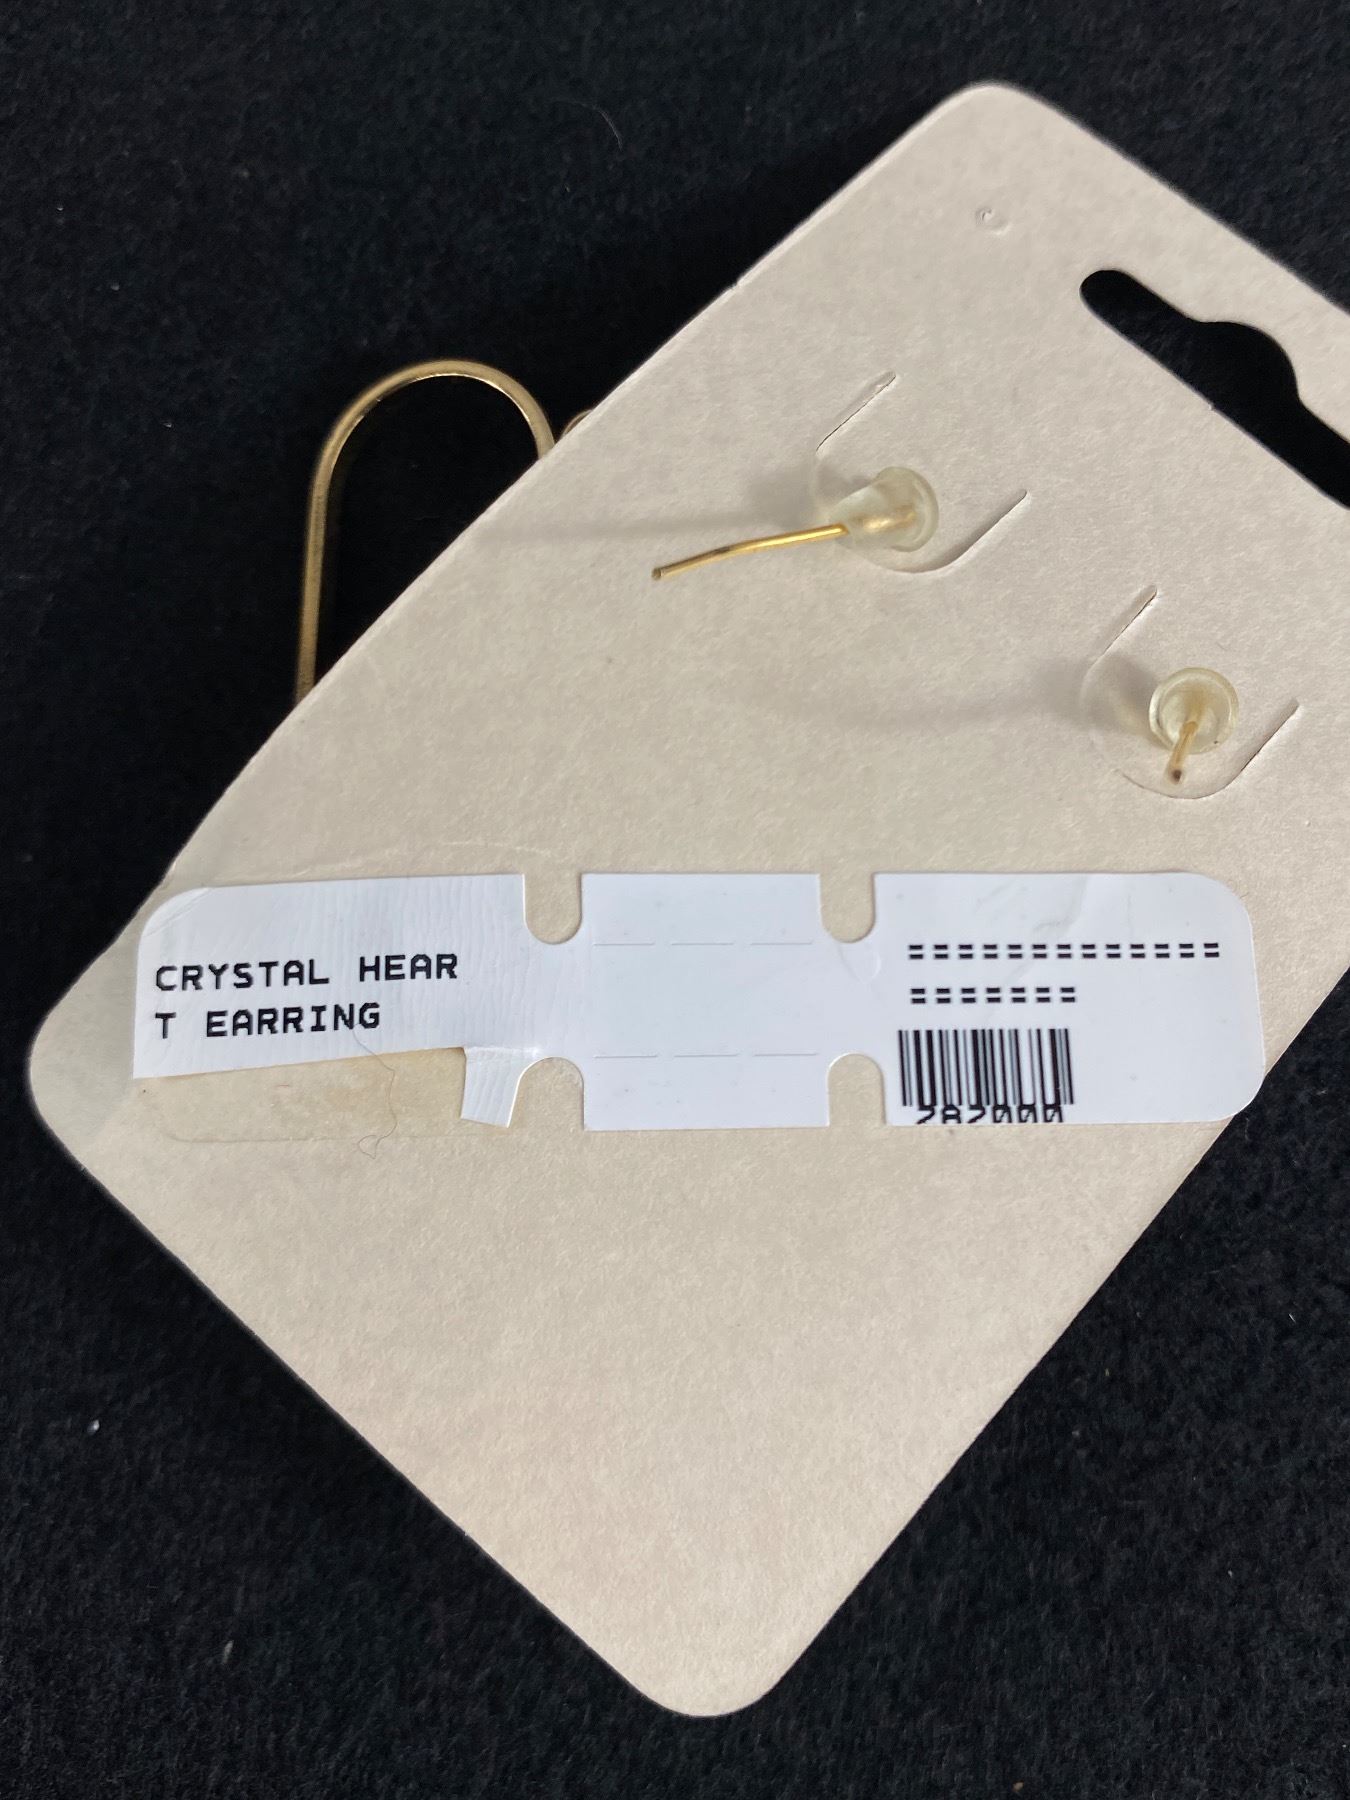 CRYSTAL HEAR
T EARRING
=============
=======